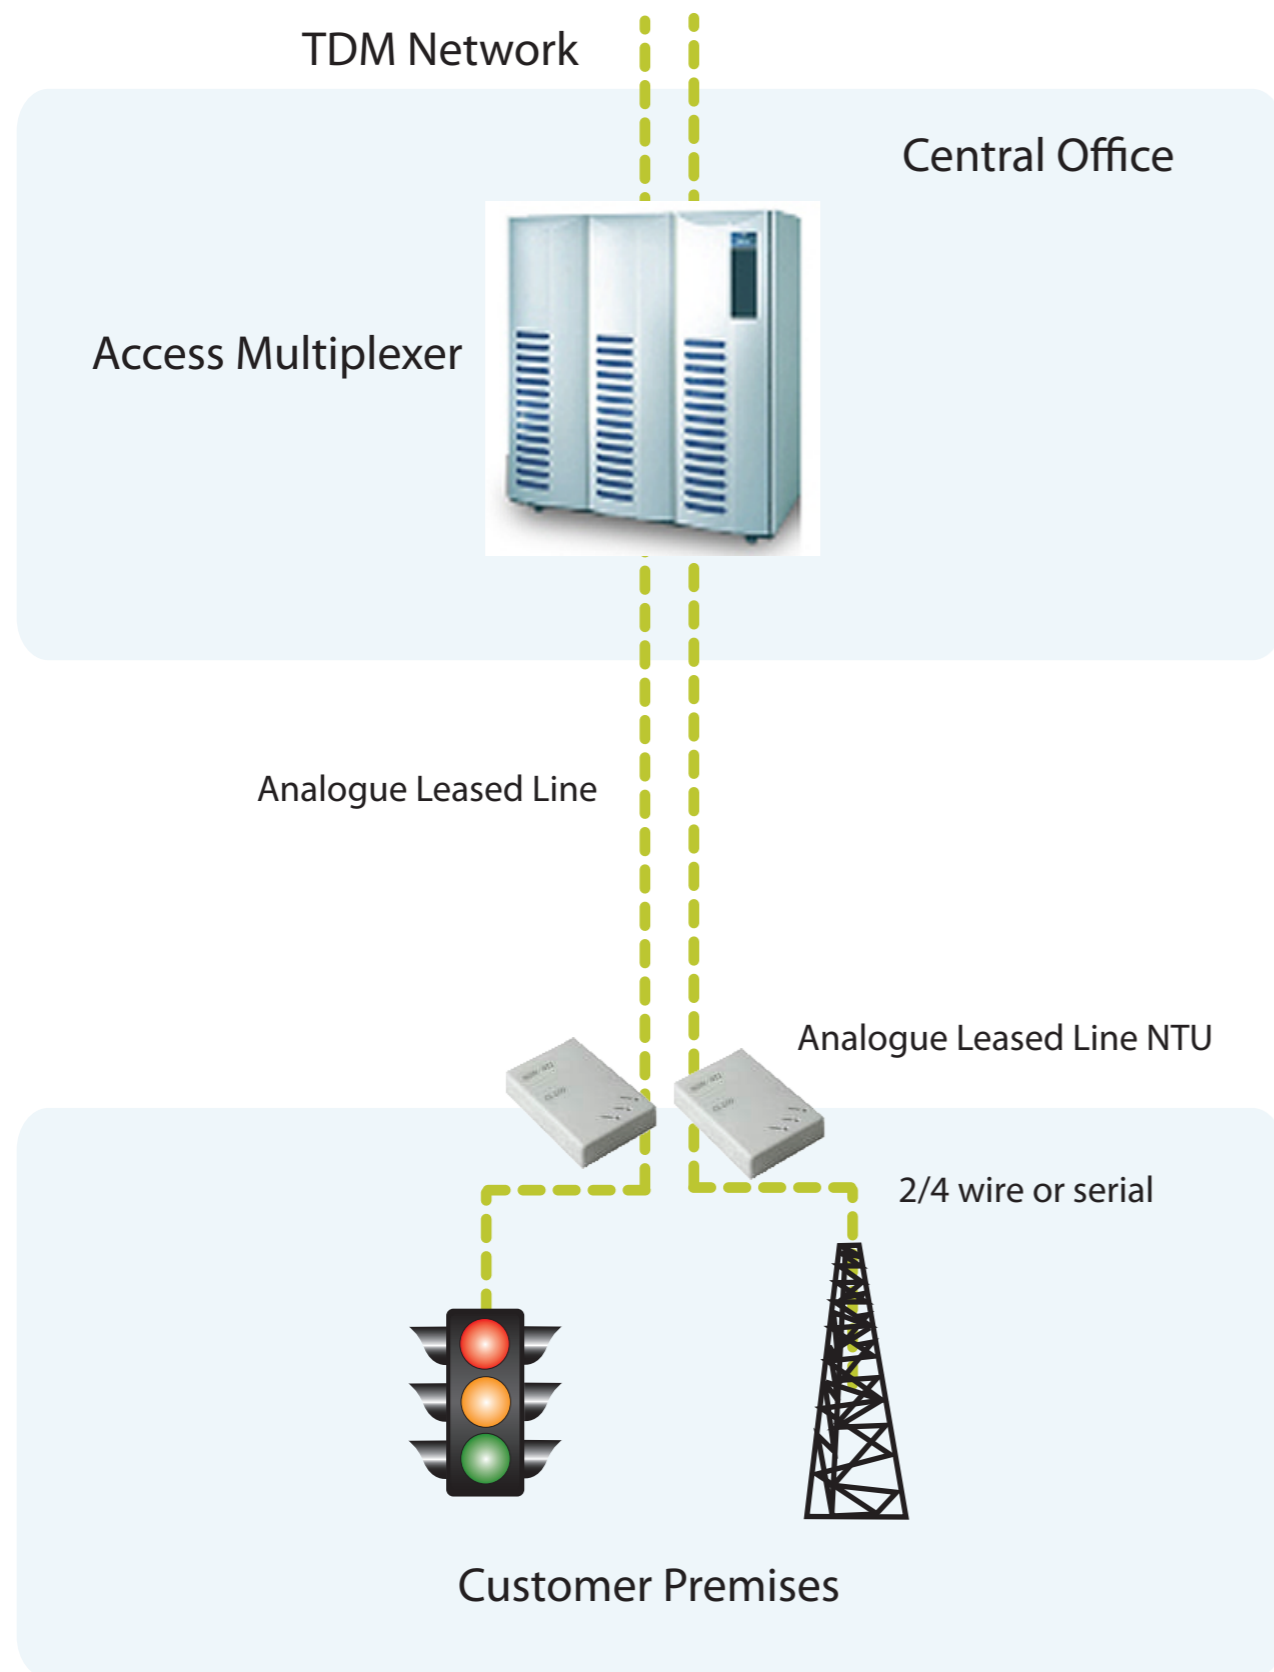 TDM Network
Central Office
Access Multiplexer
Analogue Leased Line
Analogue Leased Line NTU
2/4 wire or serial
Customer Premises